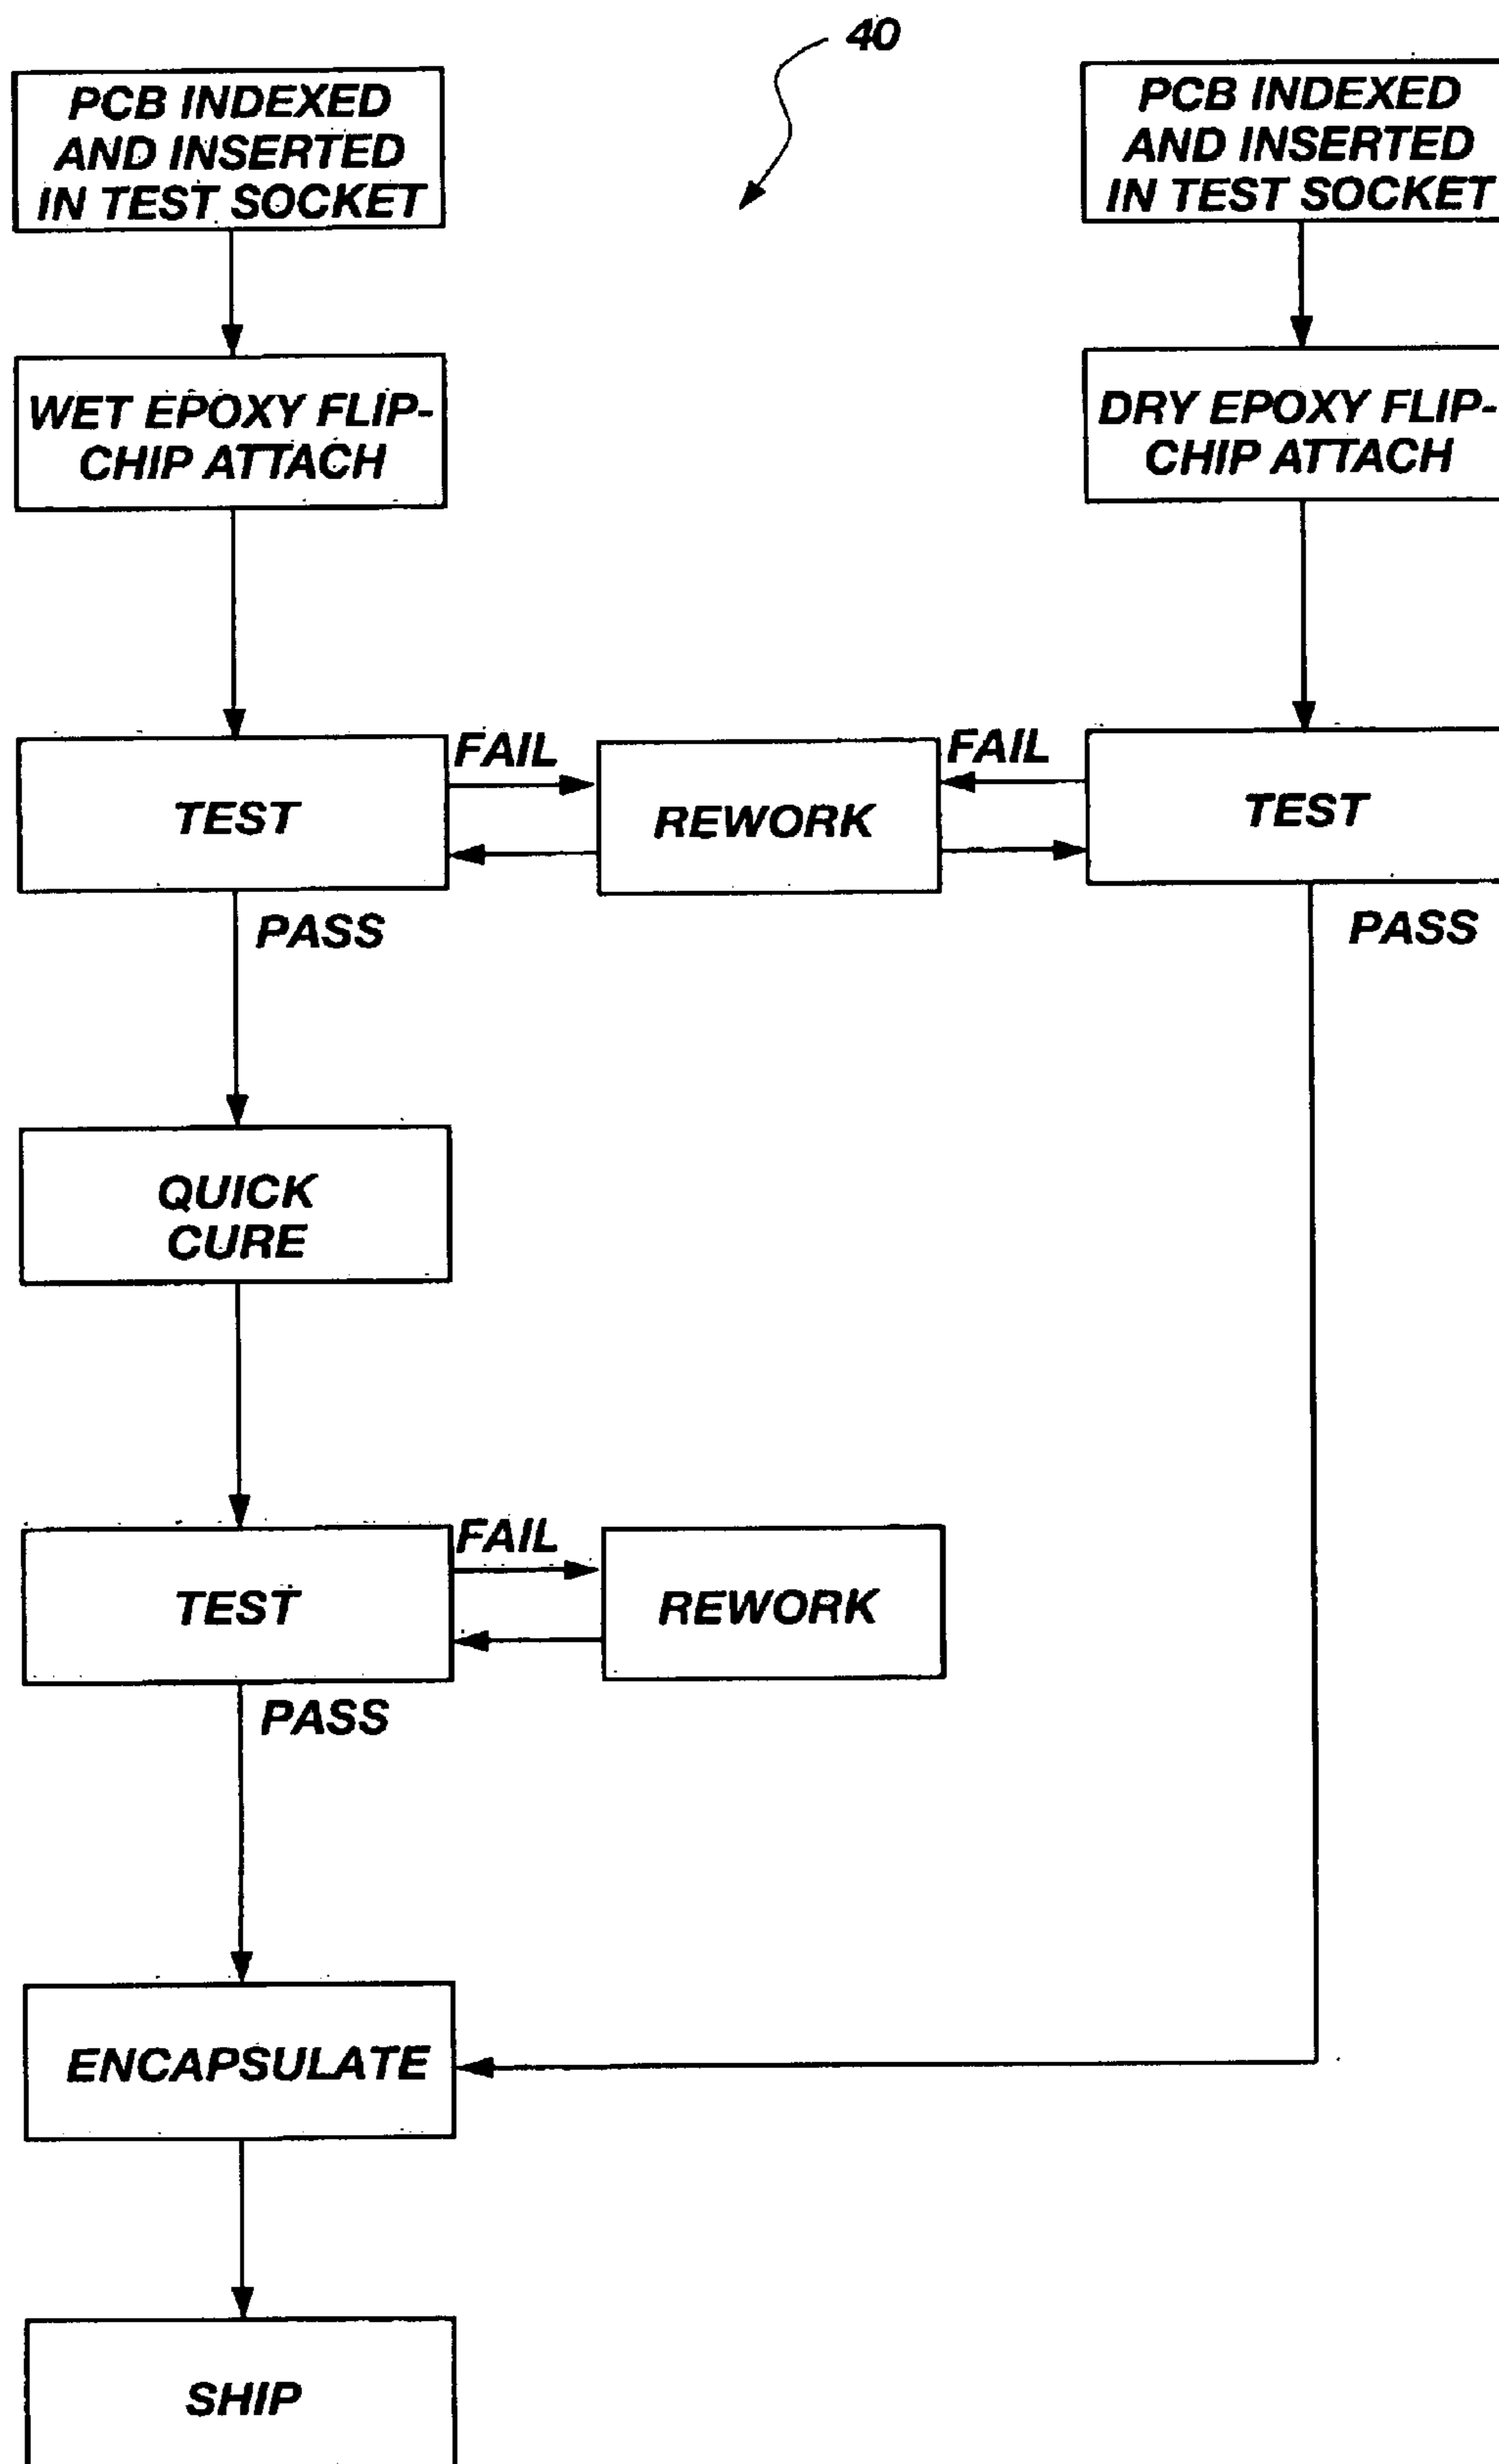 40
PCB INDEXED
AND INSERTED
IN TEST SOCKET
PCB INDEXED
AND INSERTED
IN TEST SOCKET
WET EPOXY FLIP-
CHIP ATTACH
DRY EPOXY FLIP-
CHIP ATTACH
TEST
FAIL
REWORK
FAIL
TEST
PASS
PASS
QUICK
CURE
TEST
FAIL
REWORK
PASS
ENCAPSULATE
SHIP